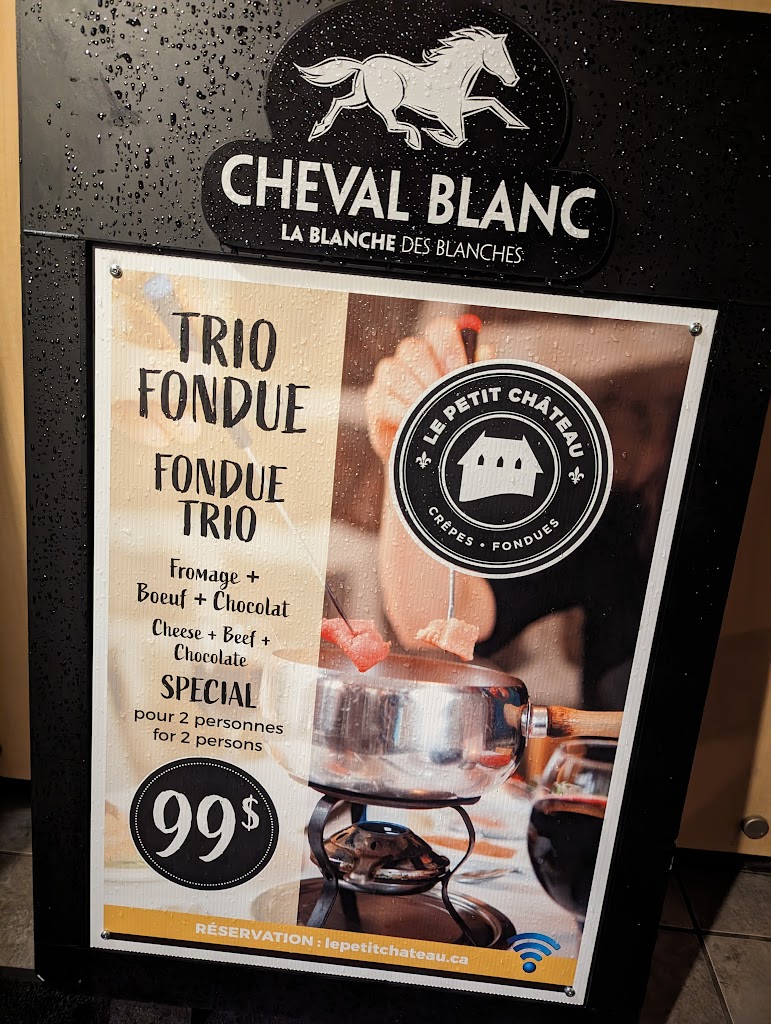 CHEVAL BLANC
LA BLANCHE DES BLANCHES
TRIO
FONDUE
FONDUE
TRIO
Fromage +
Boeuf + Chocolat
Cheese + Beef +
Chocolate
SPECIAL
pour 2 personnes
for 2 persons
99$
LE PETIT CHÂTEAU
CRÊPES • FONDUES
RÉSERVATION : lepetitchateau.ca